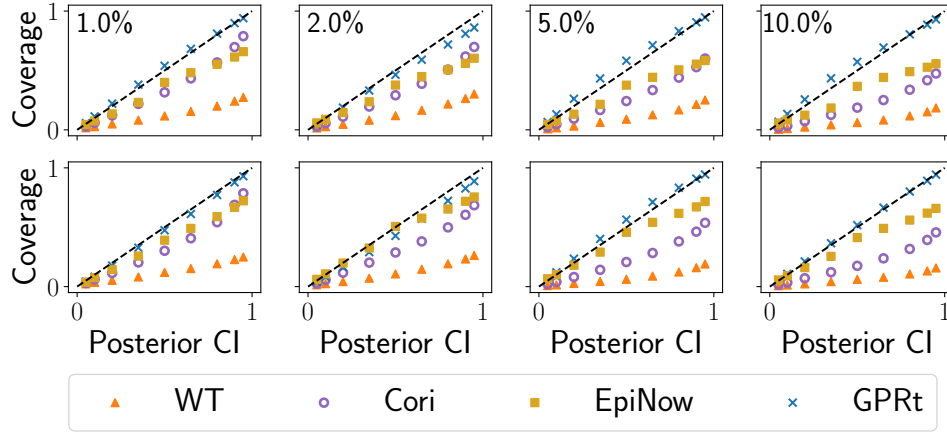 1.0% 2.0% 5.0% 10.0%
1
Coverage
0
1
Coverage
0
0 1 0 1 0 1 0 1
Posterior CI Posterior CI Posterior CI Posterior CI
WT Cori EpiNow GPRt